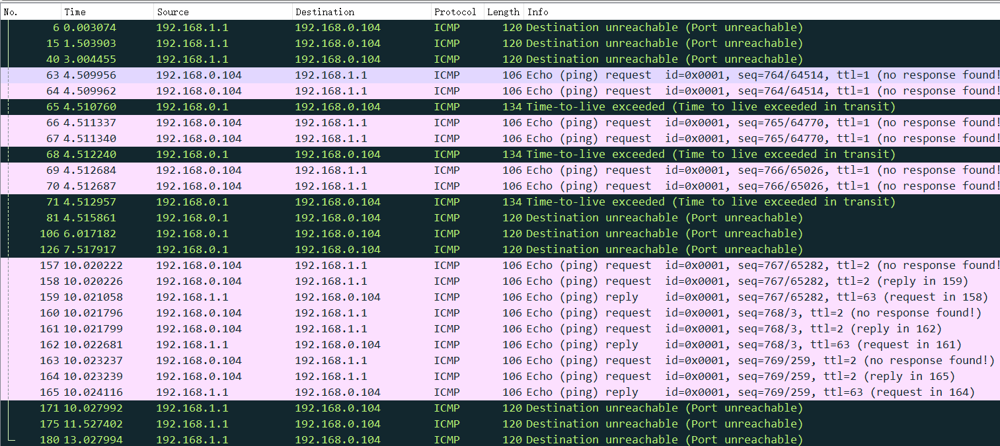 No. Time Source Destination Protocol Length Info
6 0.003074 192.168.1.1 192.168.0.104 ICMP 120 Destination unreachable (Port unreachable)
15 1.503903 192.168.1.1 192.168.0.104 ICMP 120 Destination unreachable (Port unreachable)
40 3.004455 192.168.1.1 192.168.0.104 ICMP 120 Destination unreachable (Port unreachable)
63 4.509956 192.168.0.104 192.168.1.1 ICMP 106 Echo (ping) request id=0x0001, seq=764/64514, ttl=1 (no response found!
64 4.509962 192.168.0.104 192.168.1.1 ICMP 106 Echo (ping) request id=0x0001, seq=764/64514, ttl=1 (no response found!
65 4.510760 192.168.0.1 192.168.0.104 ICMP 134 Time-to-live exceeded (Time to live exceeded in transit)
66 4.511337 192.168.0.104 192.168.1.1 ICMP 106 Echo (ping) request id=0x0001, seq=765/64770, ttl=1 (no response found!
67 4.511340 192.168.0.104 192.168.1.1 ICMP 106 Echo (ping) request id=0x0001, seq=765/64770, ttl=1 (no response found!
68 4.512240 192.168.0.1 192.168.0.104 ICMP 134 Time-to-live exceeded (Time to live exceeded in transit)
69 4.512684 192.168.0.104 192.168.1.1 ICMP 106 Echo (ping) request id=0x0001, seq=766/65026, ttl=1 (no response found!
70 4.512687 192.168.0.104 192.168.1.1 ICMP 106 Echo (ping) request id=0x0001, seq=766/65026, ttl=1 (no response found!
71 4.512957 192.168.0.1 192.168.0.104 ICMP 134 Time-to-live exceeded (Time to live exceeded in transit)
81 4.515861 192.168.0.1 192.168.0.104 ICMP 120 Destination unreachable (Port unreachable)
106 6.017182 192.168.0.1 192.168.0.104 ICMP 120 Destination unreachable (Port unreachable)
126 7.517917 192.168.0.1 192.168.0.104 ICMP 120 Destination unreachable (Port unreachable)
157 10.020222 192.168.0.104 192.168.1.1 ICMP 106 Echo (ping) request id=0x0001, seq=767/65282, ttl=2 (no response found!
158 10.020226 192.168.0.104 192.168.1.1 ICMP 106 Echo (ping) request id=0x0001, seq=767/65282, ttl=2 (reply in 159)
159 10.021058 192.168.1.1 192.168.0.104 ICMP 106 Echo (ping) reply id=0x0001, seq=767/65282, ttl=63 (request in 158)
160 10.021796 192.168.0.104 192.168.1.1 ICMP 106 Echo (ping) request id=0x0001, seq=768/3, ttl=2 (no response found!)
161 10.021799 192.168.0.104 192.168.1.1 ICMP 106 Echo (ping) request id=0x0001, seq=768/3, ttl=2 (reply in 162)
162 10.022681 192.168.1.1 192.168.0.104 ICMP 106 Echo (ping) reply id=0x0001, seq=768/3, ttl=63 (request in 161)
163 10.023237 192.168.0.104 192.168.1.1 ICMP 106 Echo (ping) request id=0x0001, seq=769/259, ttl=2 (no response found!)
164 10.023239 192.168.0.104 192.168.1.1 ICMP 106 Echo (ping) request id=0x0001, seq=769/259, ttl=2 (reply in 165)
165 10.024116 192.168.1.1 192.168.0.104 ICMP 106 Echo (ping) reply id=0x0001, seq=769/259, ttl=63 (request in 164)
171 10.027992 192.168.1.1 192.168.0.104 ICMP 120 Destination unreachable (Port unreachable)
175 11.527402 192.168.1.1 192.168.0.104 ICMP 120 Destination unreachable (Port unreachable)
180 13.027994 192.168.1.1 192.168.0.104 ICMP 120 Destination unreachable (Port unreachable)